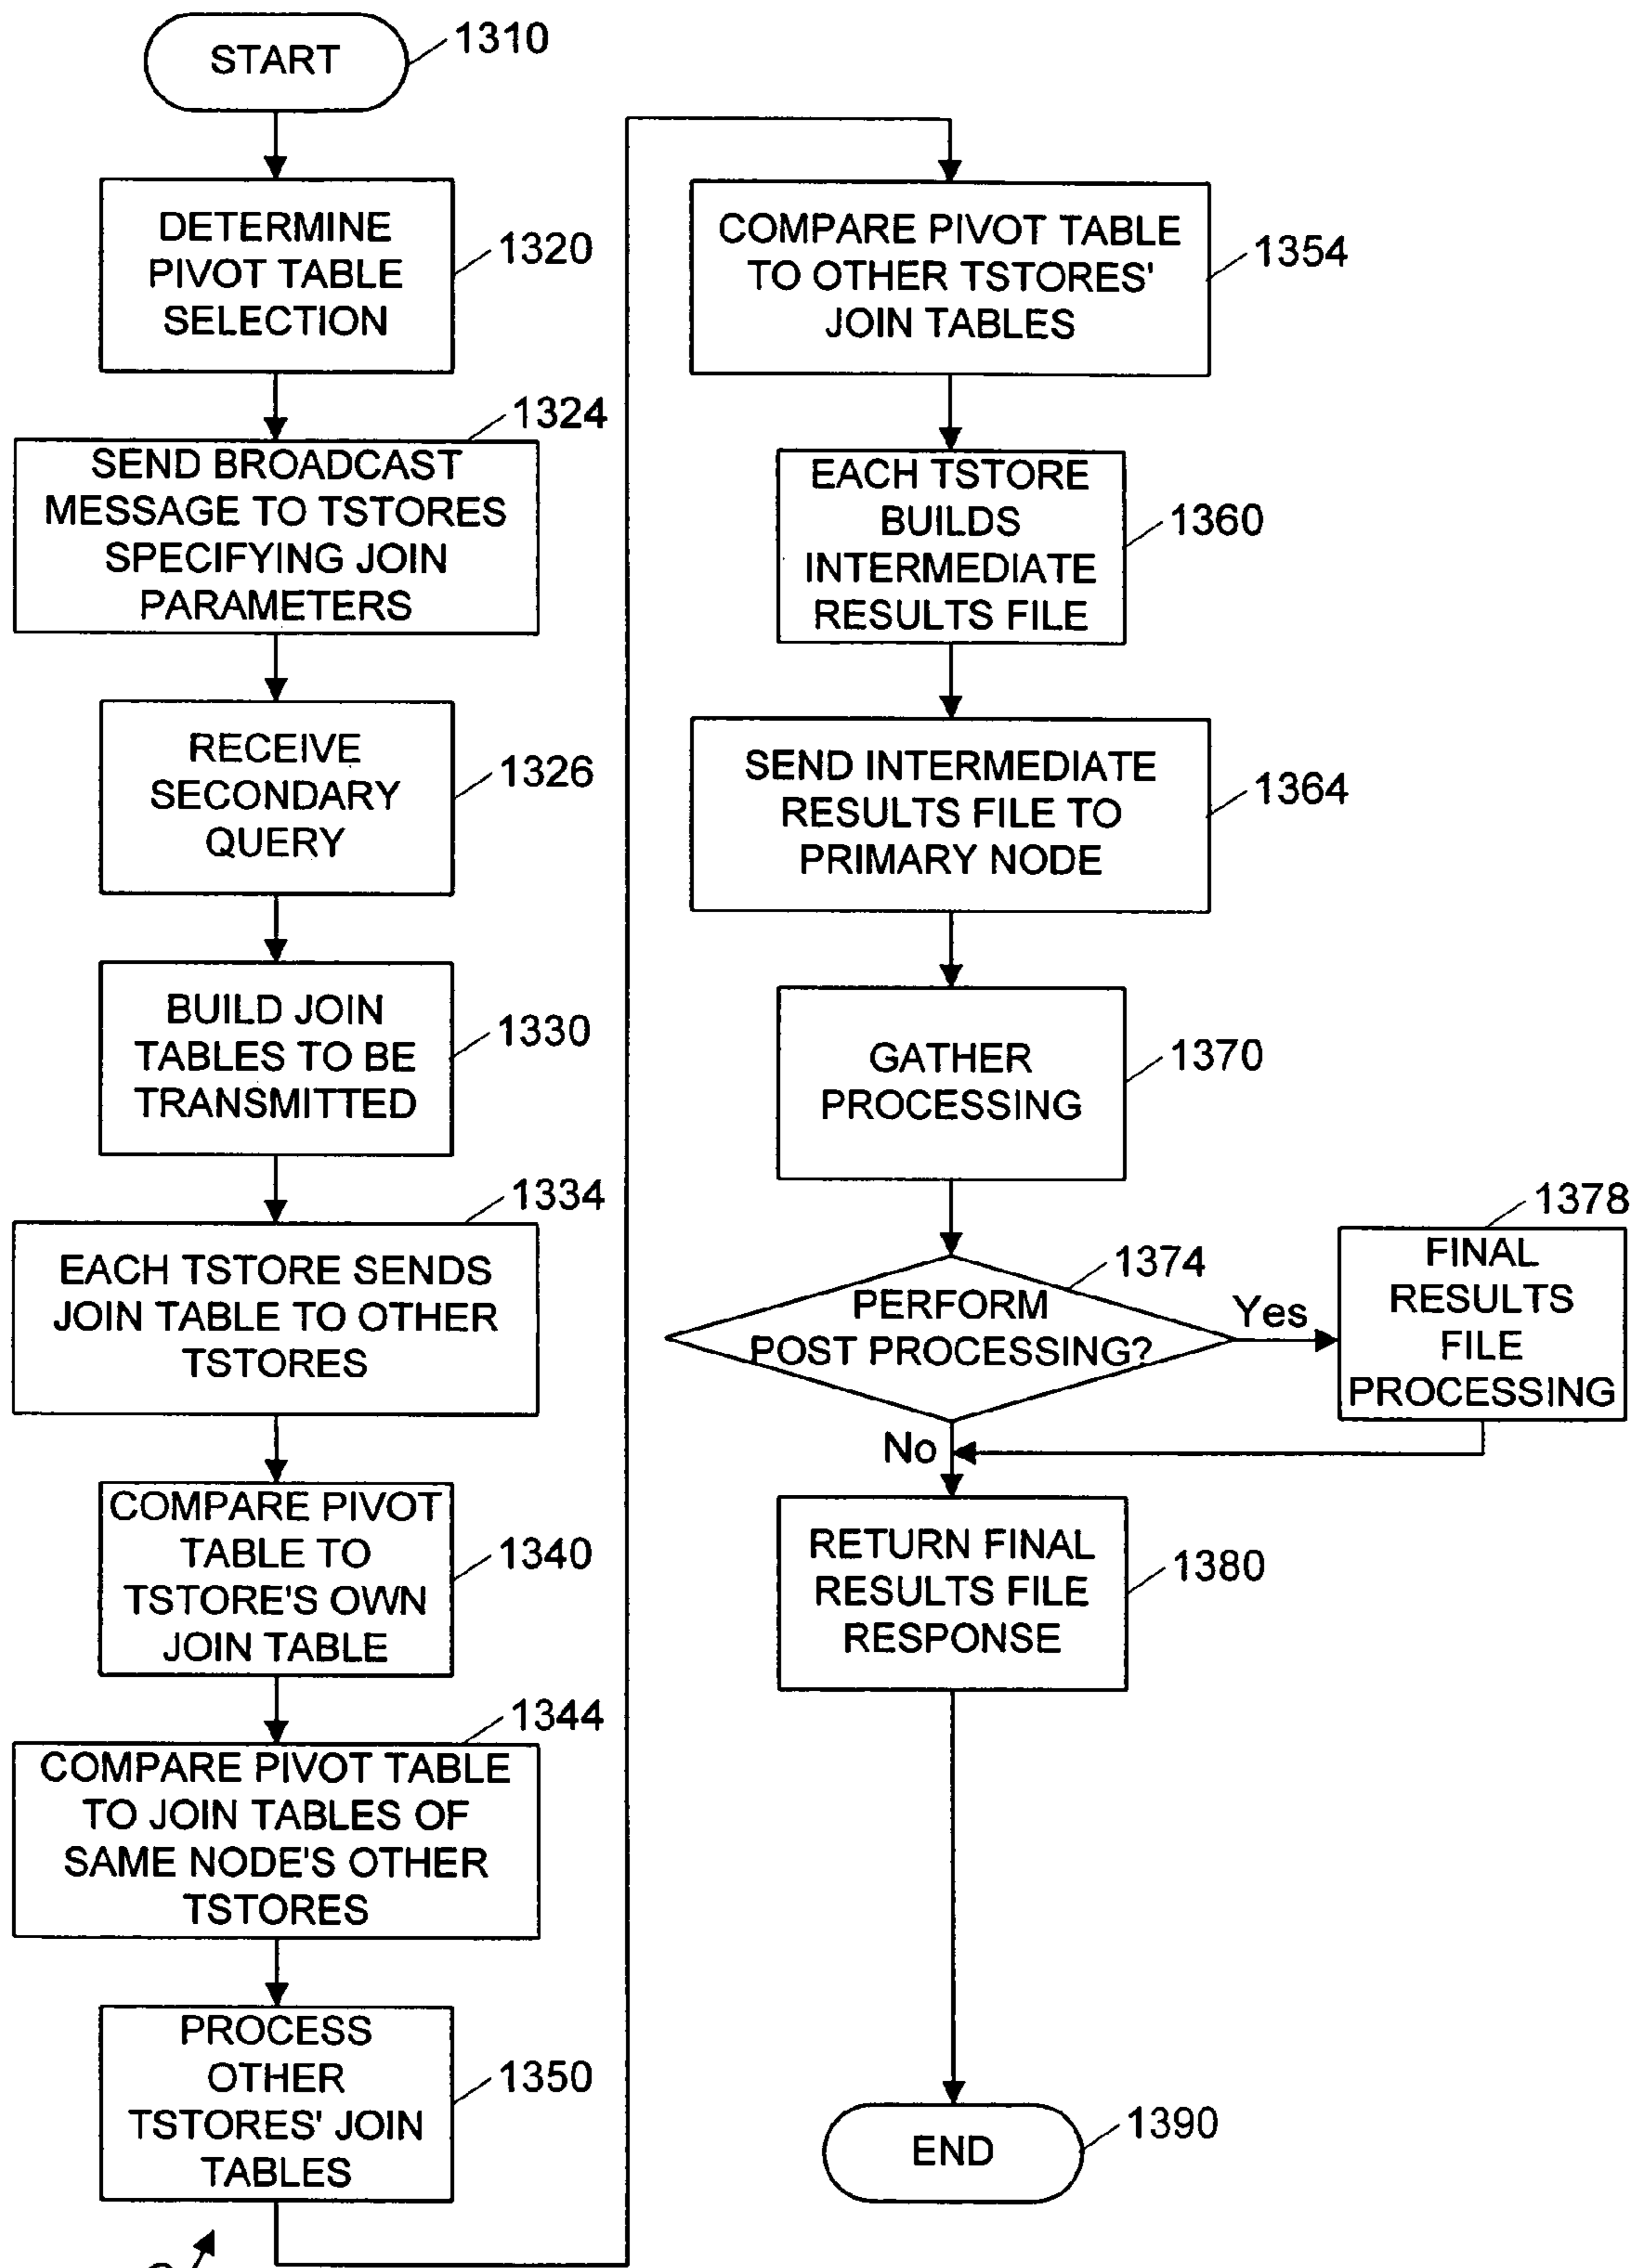 START
1310
DETERMINE
PIVOT TABLE
SELECTION
1320
1324
SEND BROADCAST
MESSAGE TO TSTORES
SPECIFYING JOIN
PARAMETERS
RECEIVE
SECONDARY
QUERY
1326
BUILD JOIN
TABLES TO BE
TRANSMITTED
1330
1334
EACH TSTORE SENDS
JOIN TABLE TO OTHER
TSTORES
COMPARE PIVOT
TABLE TO
TSTORE'S OWN
JOIN TABLE
1340
1344
COMPARE PIVOT TABLE
TO JOIN TABLES OF
SAME NODE'S OTHER
TSTORES
PROCESS
OTHER
TSTORES' JOIN
TABLES
1350
COMPARE PIVOT TABLE
TO OTHER TSTORES'
JOIN TABLES
1354
EACH TSTORE
BUILDS
INTERMEDIATE
RESULTS FILE
1360
SEND INTERMEDIATE
RESULTS FILE TO
PRIMARY NODE
1364
GATHER
PROCESSING
1370
1374
PERFORM
POST PROCESSING?
Yes
1378
FINAL
RESULTS
FILE
PROCESSING
No
RETURN FINAL
RESULTS FILE
RESPONSE
1380
END
1390